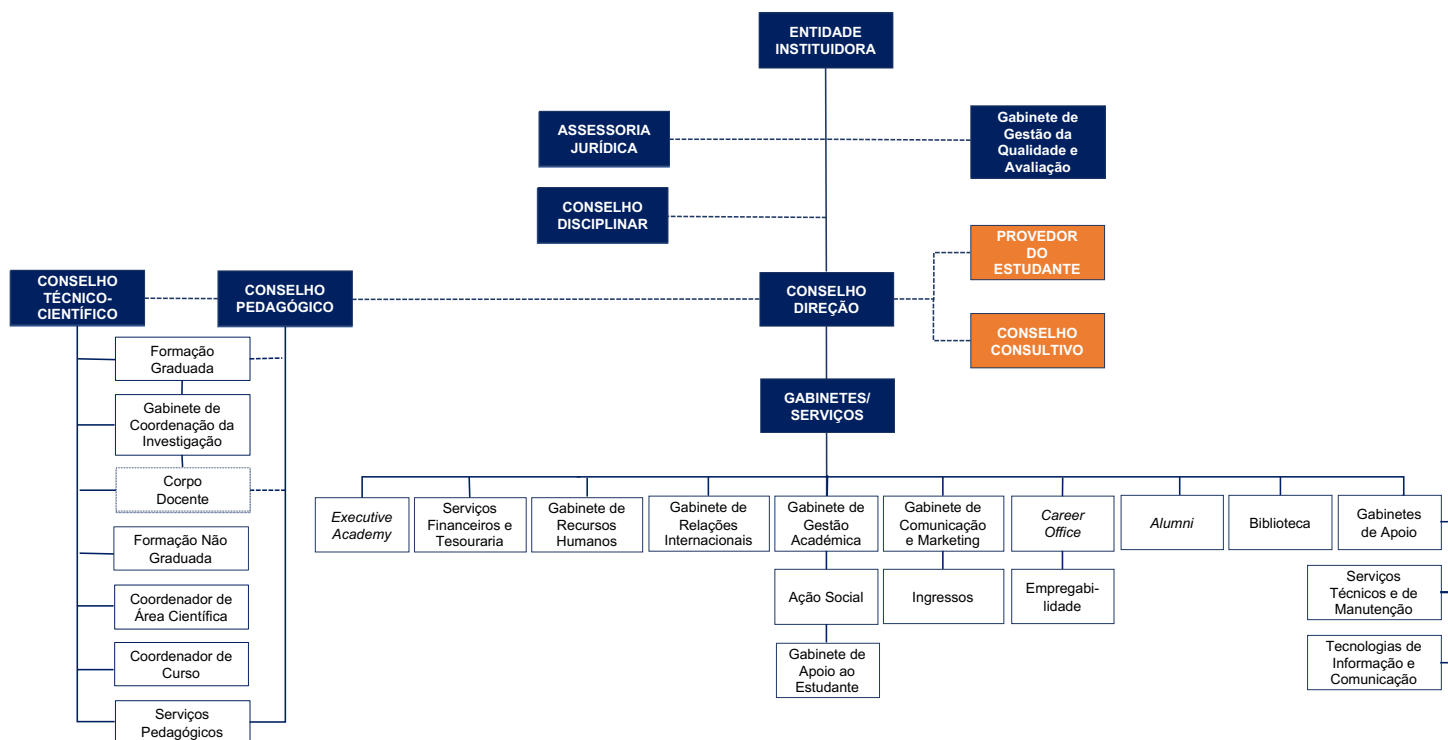 ENTIDADE
INSTITUIDORA
ASSESSORIA
JURÍDICA
Gabinete de
Gestão da
Qualidade e
Avaliação
CONSELHO
DISCIPLINAR
PROVEDOR
DO
ESTUDANTE
CONSELHO
TÉCNICO-
CIENTÍFICO
CONSELHO
PEDAGÓGICO
CONSELHO
DIREÇÃO
CONSELHO
CONSULTIVO
Formação
Graduada
Gabinete de
Coordenação da
Investigação
Corpo
Docente
Formação Não
Graduada
Coordenador de
Área Científica
Coordenador de
Curso
Serviços
Pedagógicos
GABINETES/
SERVIÇOS
Executive
Academy
Serviços
Financeiros e
Tesouraria
Gabinete de
Recursos
Humanos
Gabinete de
Relações
Internacionais
Gabinete de
Gestão
Académica
Gabinete de
Comunicação
e Marketing
Career
Office
Alumni
Biblioteca
Gabinetes
de Apoio
Ação Social
Ingressos
Empregabi-
lidade
Serviços
Técnicos e de
Manutenção
Gabinete de
Apoio ao
Estudante
Tecnologias de
Informação e
Comunicação